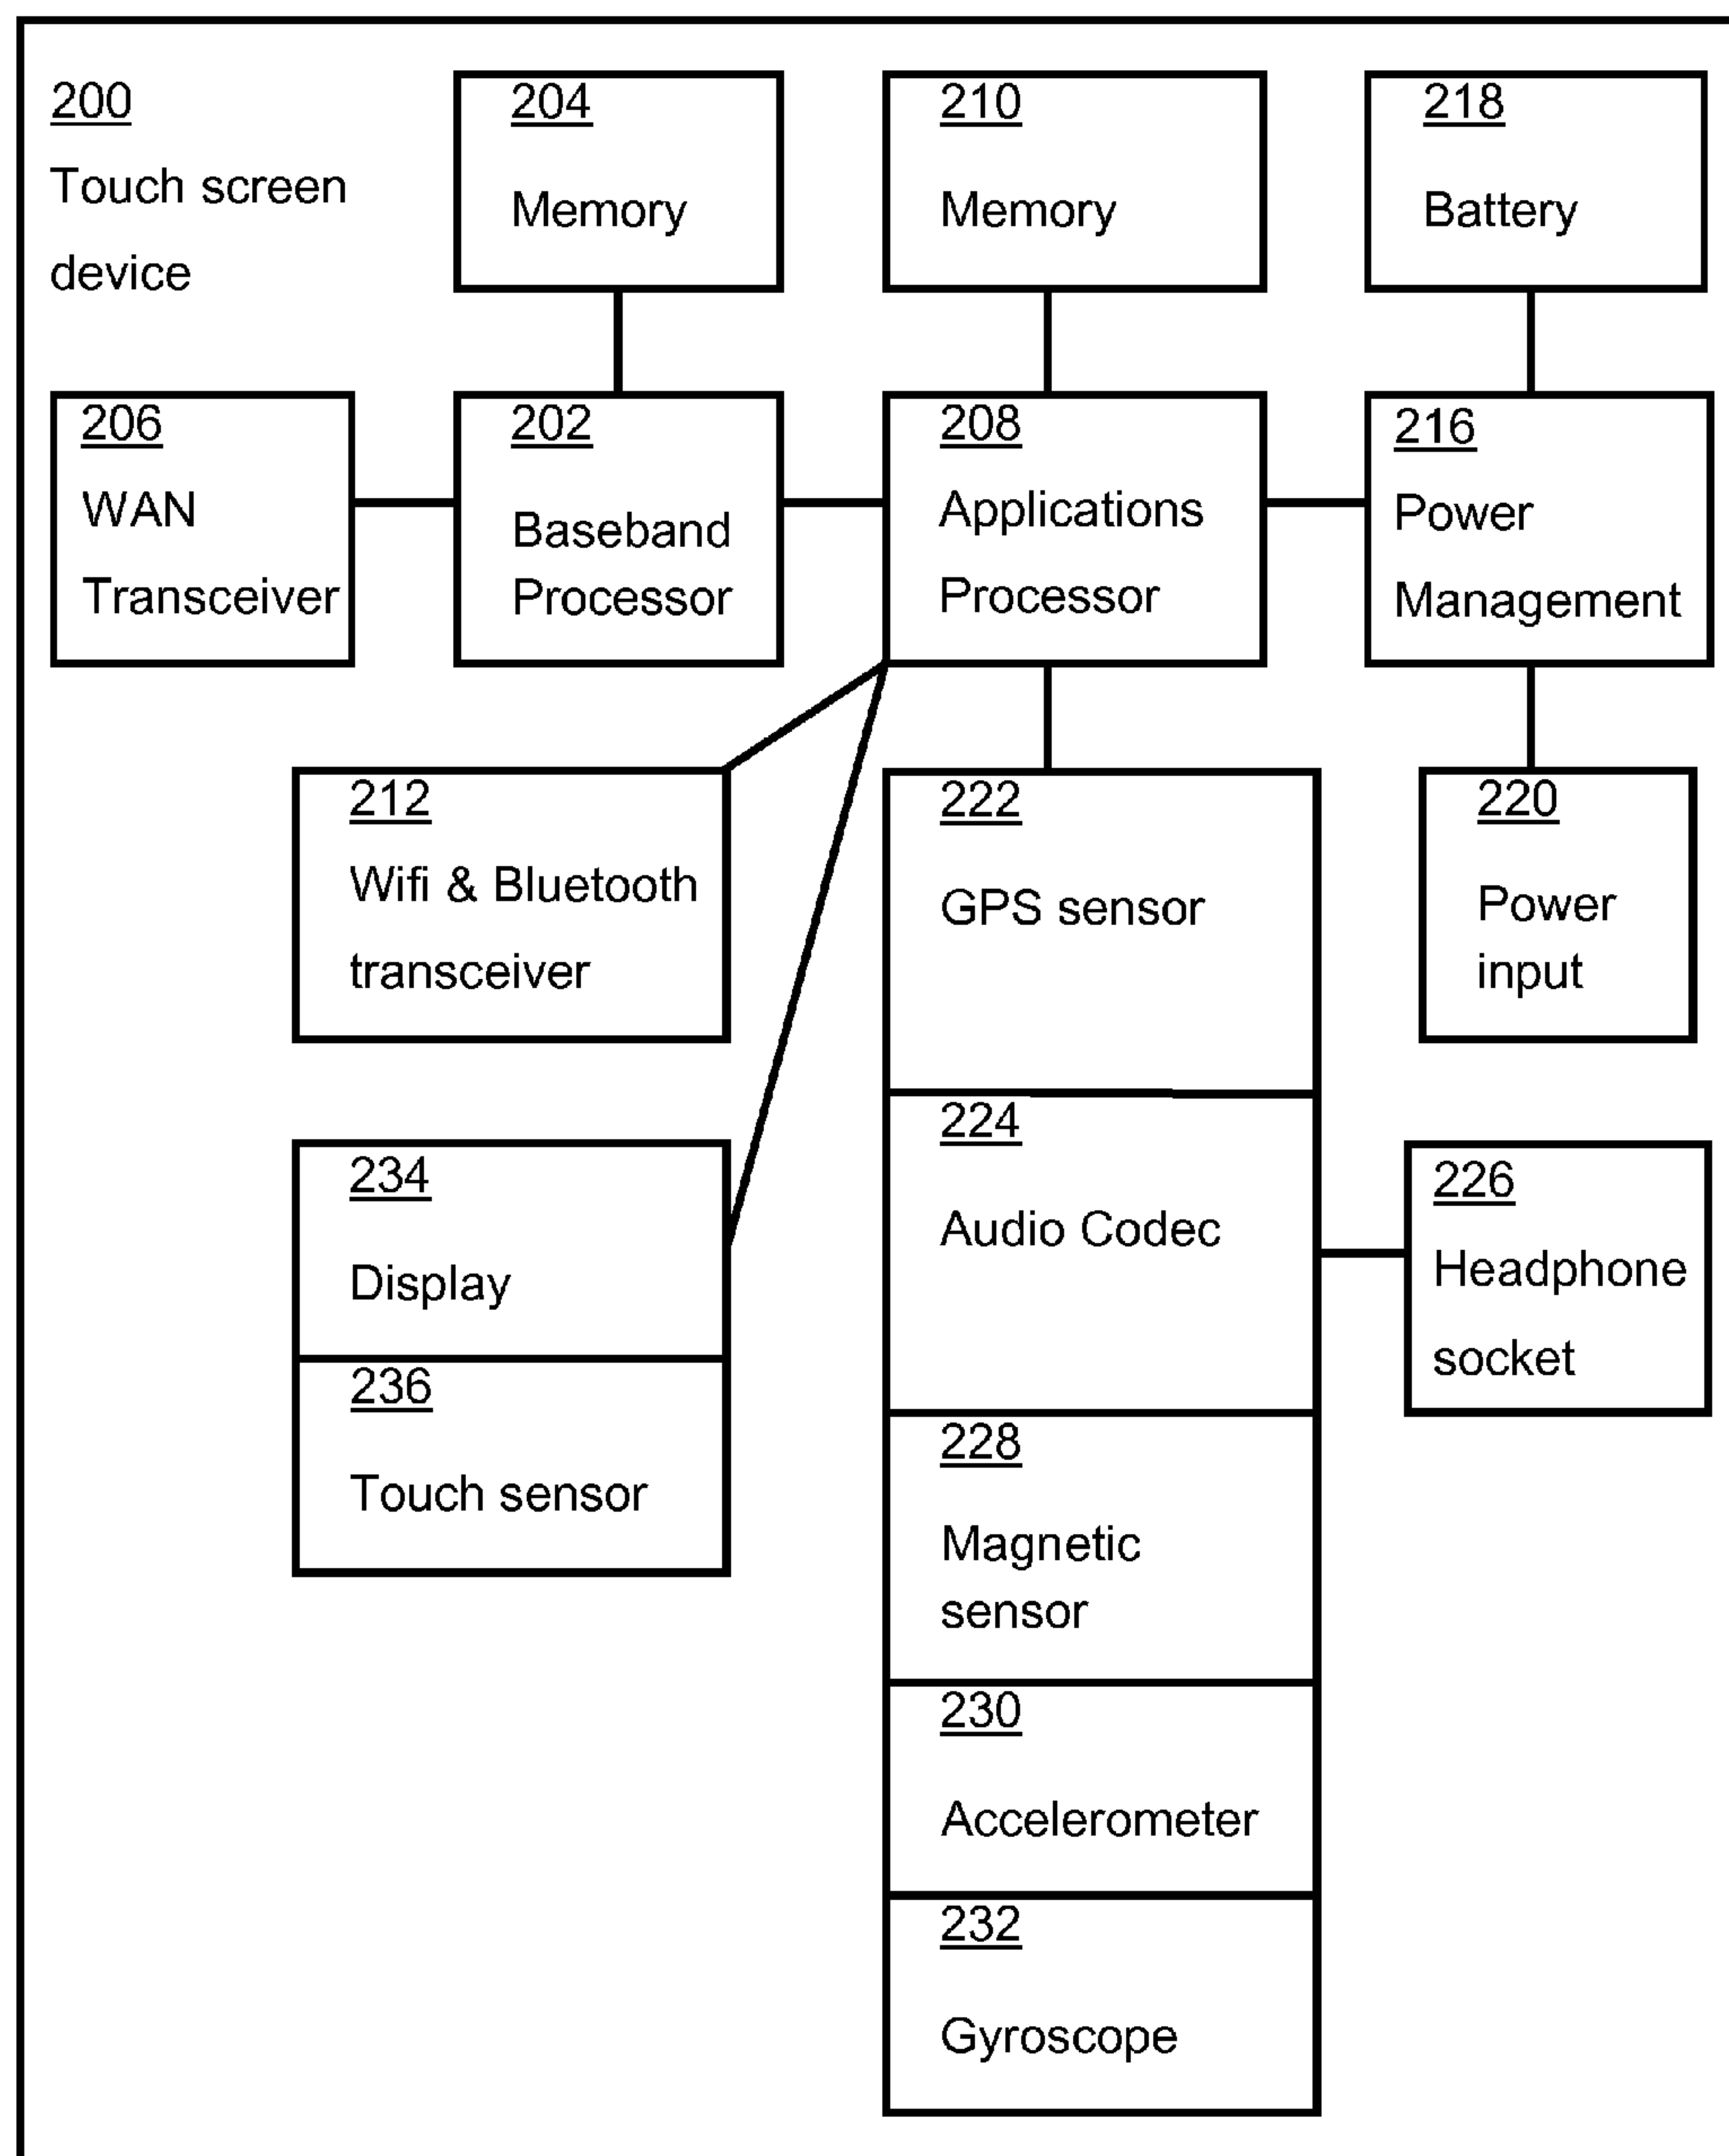 200
Touch screen
device
204
Memory
210
Memory
218
Battery
206
WAN
Transceiver
202
Baseband
Processor
208
Applications
Processor
216
Power
Management
212
Wifi & Bluetooth
transceiver
222
GPS sensor
220
Power
input
224
Audio Codec
226
Headphone
socket
234
Display
236
Touch sensor
228
Magnetic
sensor
230
Accelerometer
232
Gyroscope